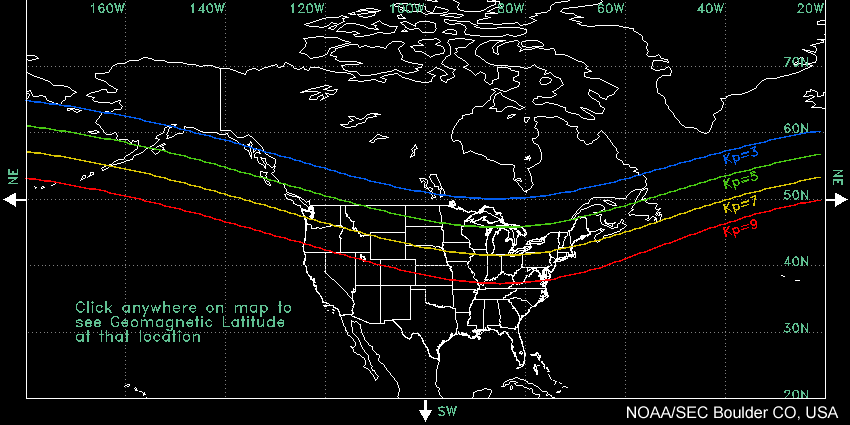 160W 140W 120W 100W 80W 60W 40W 20W
70N
60N
Kp=3
NE
Kp=5
NE
50N
Kp=7
Kp=9
40N
Click anywhere on map to
see Geomagnetic Latitude
at that location
30N
20N
SW
NOAA/SEC Boulder CO, USA